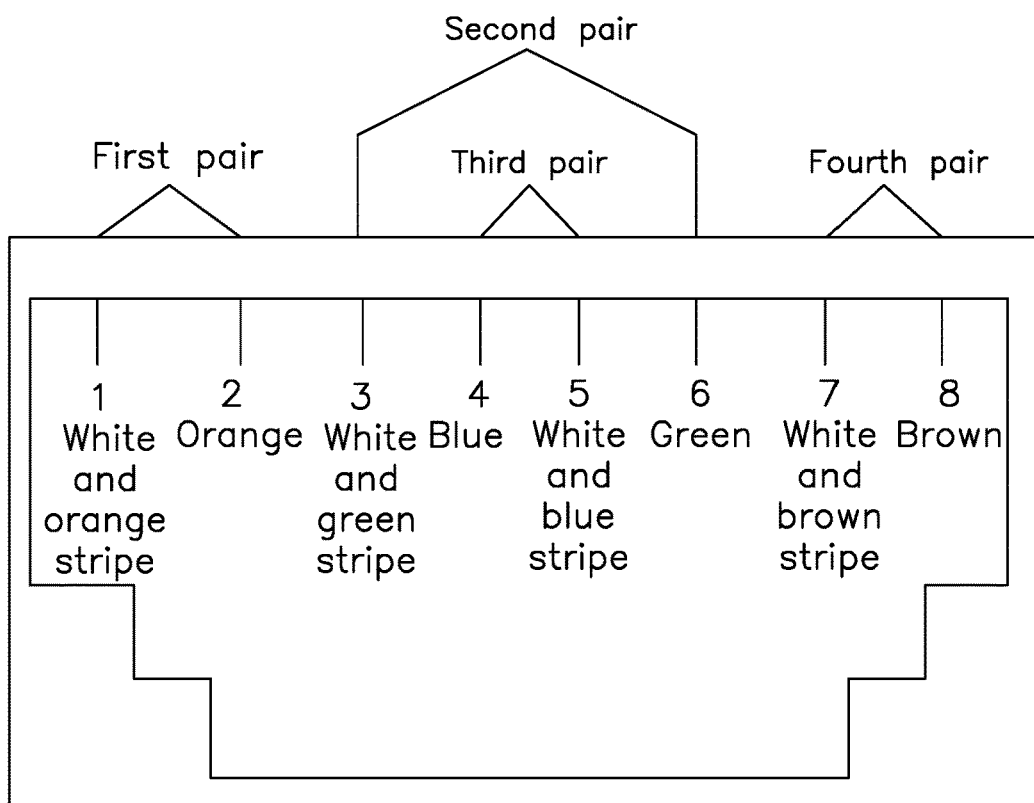 Second pair
First pair
Third pair
Fourth pair
1
White
and
orange
stripe
2
Orange
3
White
and
green
stripe
4
Blue
5
White
and
blue
stripe
6
Green
7
White
and
brown
stripe
8
Brown